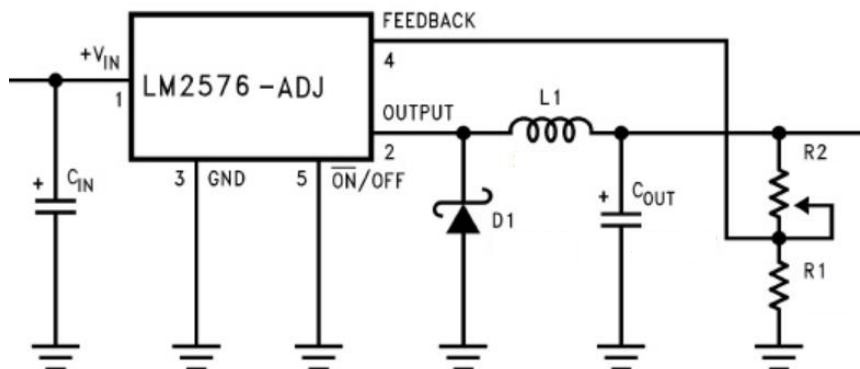 FEEDBACK
+VIN
4
LM2576-ADJ
1
OUTPUT
L1
2
R2
3 GND
5 ON/OFF
+ CIN
D1
+ COUT
R1